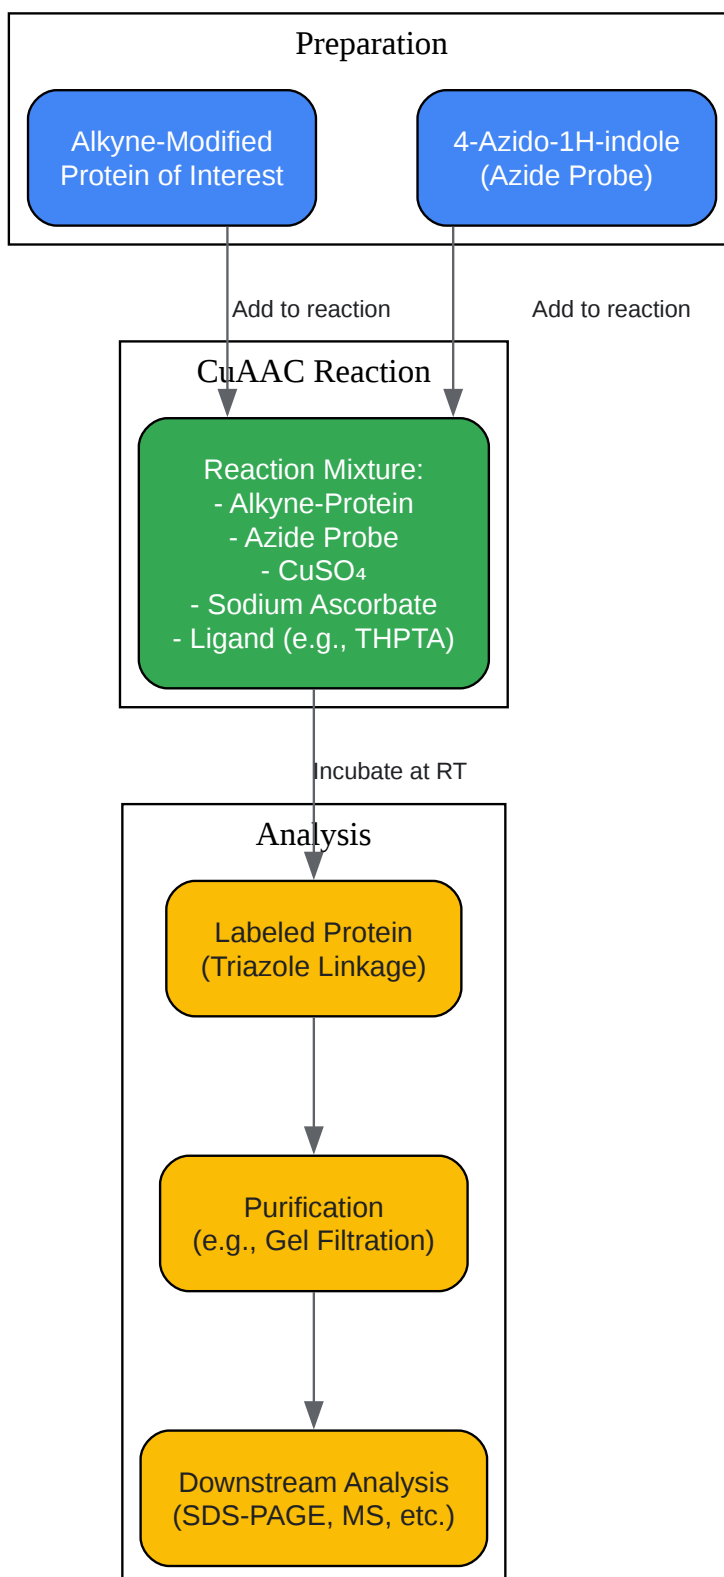 Preparation
Alkyne-Modified
Protein of Interest
4-Azido-1H-indole
(Azide Probe)
Add to reaction
Add to reaction
CuAAC Reaction
Reaction Mixture:
- Alkyne-Protein
- Azide Probe
- CuSO₄
- Sodium Ascorbate
- Ligand (e.g., THPTA)
Incubate at RT
Analysis
Labeled Protein
(Triazole Linkage)
Purification
(e.g., Gel Filtration)
Downstream Analysis
(SDS-PAGE, MS, etc.)